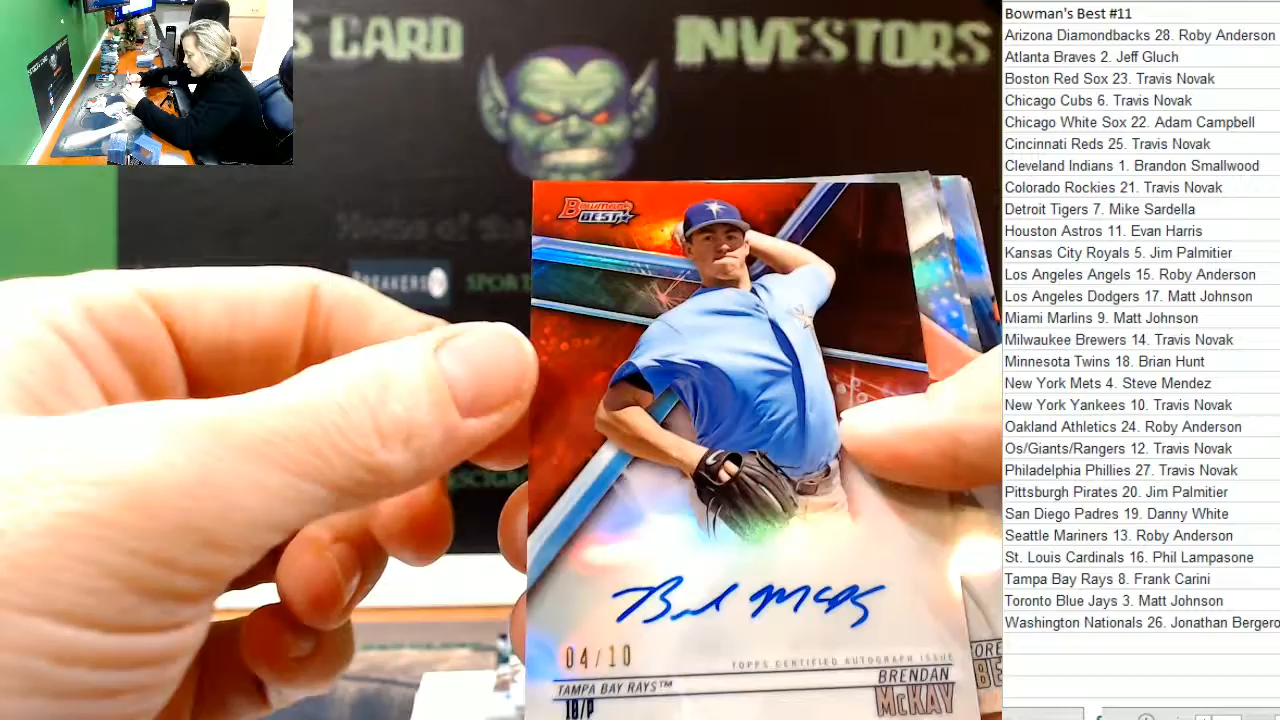 S CARD INVESTORS
BREAKERS
SPORT
Bowman's
BEST
Brendan McKay
04/10
TOPPS CERTIFIED AUTOGRAPH ISSUE
TAMPA BAY RAYS™
BRENDAN
McKAY
1B/P
Bowman's Best #11
Arizona Diamondbacks 28. Roby Anderson
Atlanta Braves 2. Jeff Gluch
Boston Red Sox 23. Travis Novak
Chicago Cubs 6. Travis Novak
Chicago White Sox 22. Adam Campbell
Cincinnati Reds 25. Travis Novak
Cleveland Indians 1. Brandon Smallwood
Colorado Rockies 21. Travis Novak
Detroit Tigers 7. Mike Sardella
Houston Astros 11. Evan Harris
Kansas City Royals 5. Jim Palmitier
Los Angeles Angels 15. Roby Anderson
Los Angeles Dodgers 17. Matt Johnson
Miami Marlins 9. Matt Johnson
Milwaukee Brewers 14. Travis Novak
Minnesota Twins 18. Brian Hunt
New York Mets 4. Steve Mendez
New York Yankees 10. Travis Novak
Oakland Athletics 24. Roby Anderson
Os/Giants/Rangers 12. Travis Novak
Philadelphia Phillies 27. Travis Novak
Pittsburgh Pirates 20. Jim Palmitier
San Diego Padres 19. Danny White
Seattle Mariners 13. Roby Anderson
St. Louis Cardinals 16. Phil Lampasone
Tampa Bay Rays 8. Frank Carini
Toronto Blue Jays 3. Matt Johnson
Washington Nationals 26. Jonathan Bergero